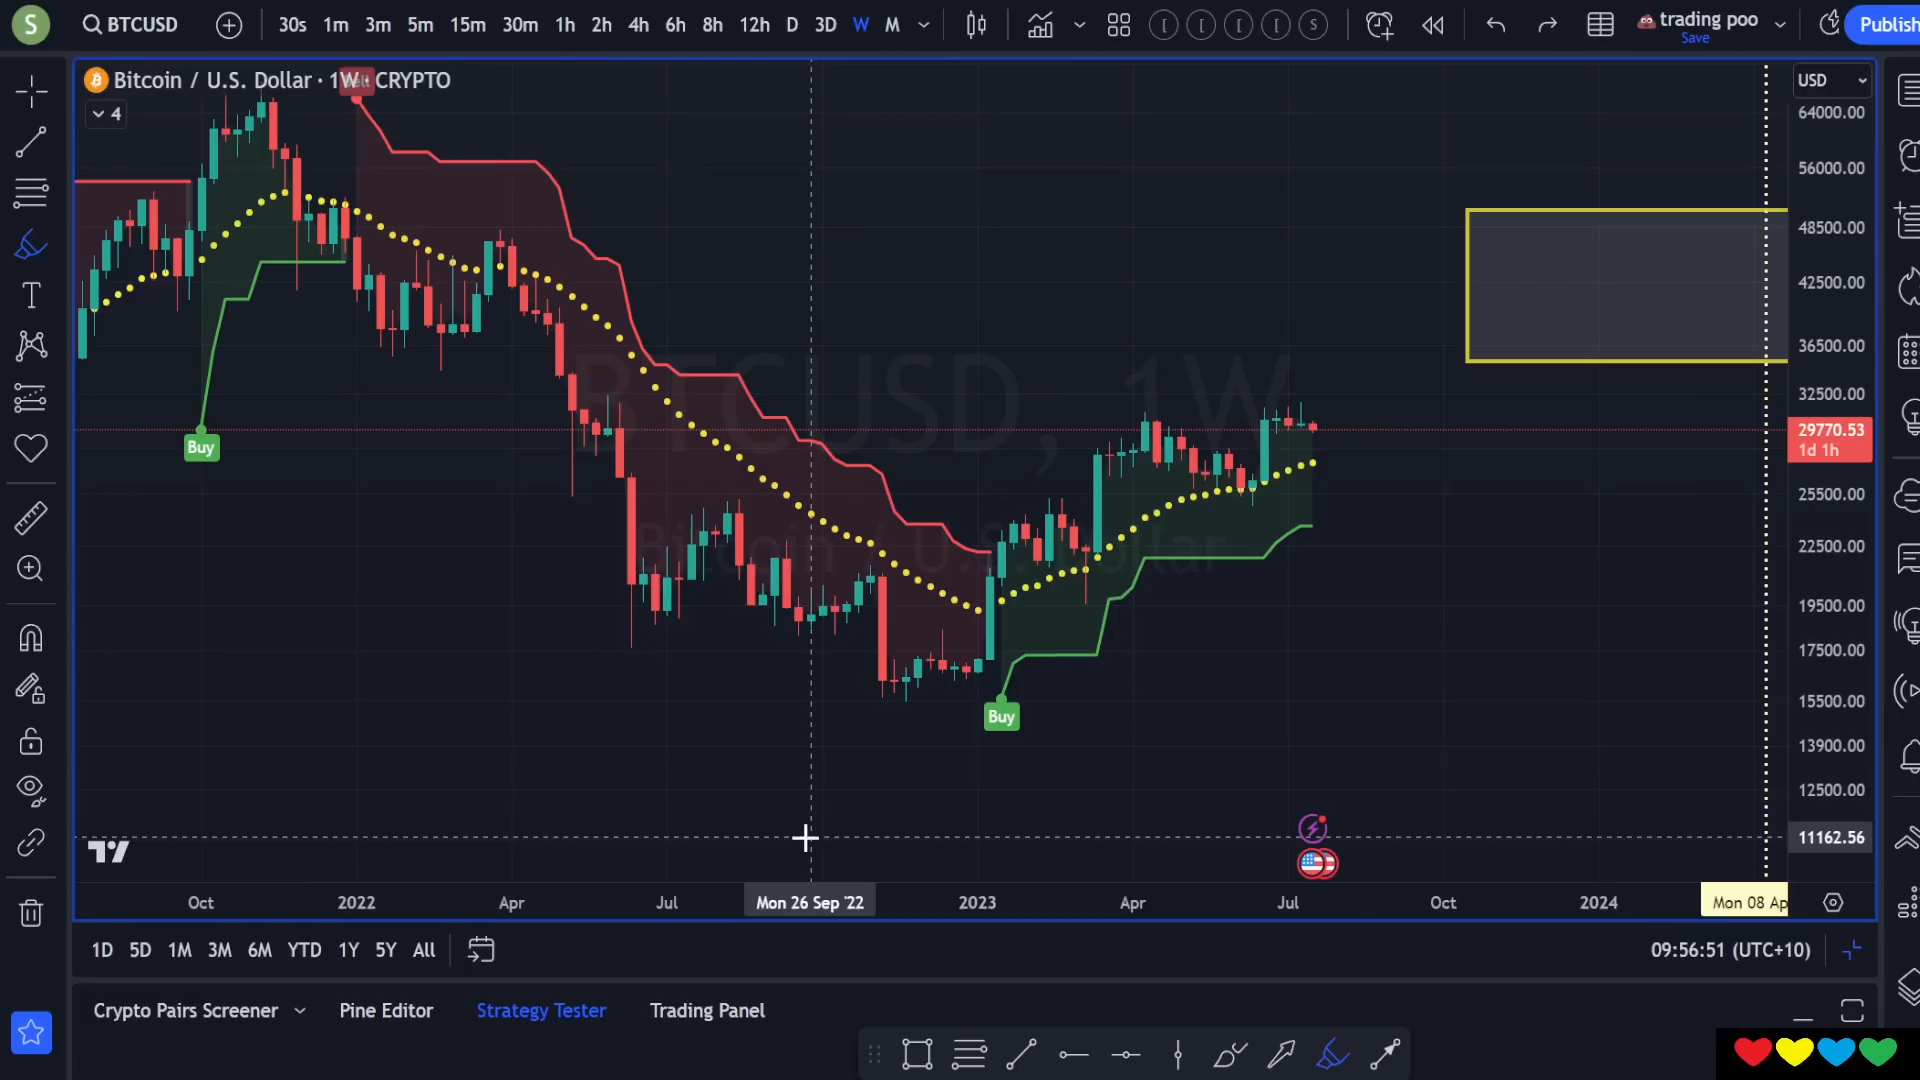 S
BTCUSD
30s 1m 3m 5m 15m 30m 1h 2h 4h 6h 8h 12h D 3D W M
[ [ [ [ S
trading poo
Save
Publish
Bitcoin / U.S. Dollar · 1W · CRYPTO
4
USD
64000.00
56000.00
48500.00
42500.00
36500.00
32500.00
29770.53
1d 1h
25500.00
22500.00
19500.00
17500.00
15500.00
13900.00
12500.00
11162.56
BTCUSD, 1W
Bitcoin / U.S. Dollar
Buy
Buy
Oct 2022 Apr Jul Mon 26 Sep '22 2023 Apr Jul Oct 2024 Mon 08 Ap
1D 5D 1M 3M 6M YTD 1Y 5Y All
09:56:51 (UTC+10)
Crypto Pairs Screener Pine Editor Strategy Tester Trading Panel